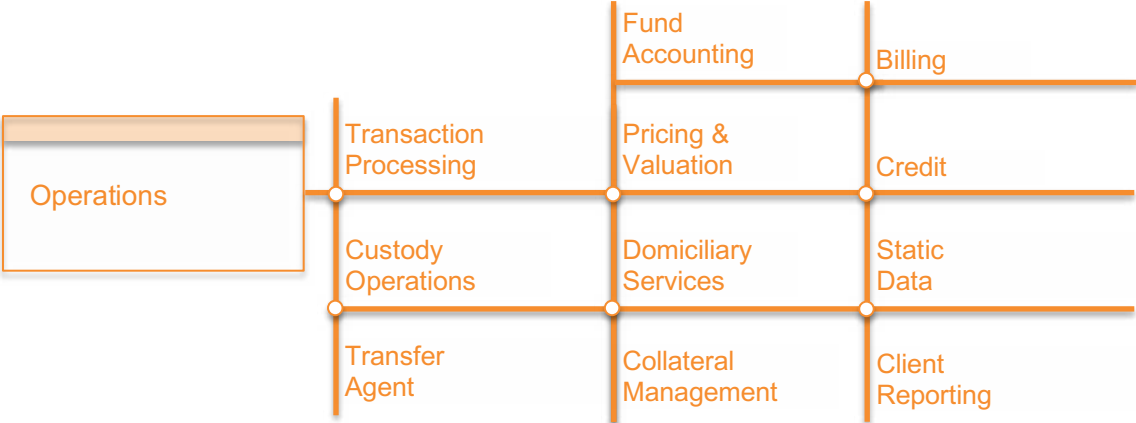 Operations
Transaction
Processing
Custody
Operations
Transfer
Agent
Fund
Accounting
Pricing &
Valuation
Domiciliary
Services
Collateral
Management
Billing
Credit
Static
Data
Client
Reporting